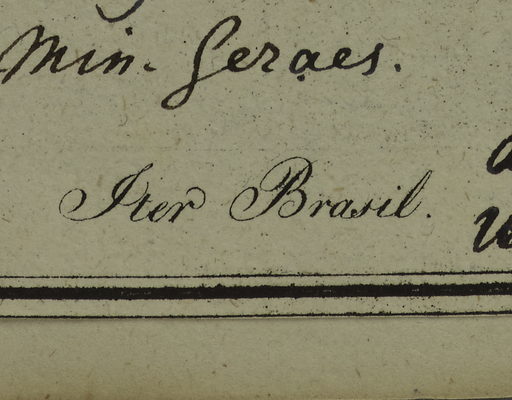 Min. Geraes.
Iter Brasil.